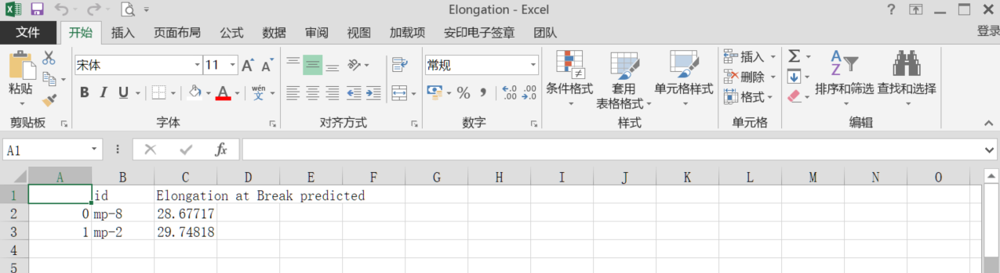 Elongation - Excel
文件 开始 插入 页面布局 公式 数据 审阅 视图 加载项 安印电子签章 团队 登录
宋体 11 常规 插入
粘贴 条件格式 套用 表格格式 单元格样式 删除 排序和筛选 查找和选择
B I U A wén 文 % 格式
剪贴板 字体 对齐方式 数字 样式 单元格 编辑
A1 fx
A B C D E F G H I J K L M N O
1 id Elongation at Break predicted
2 0 mp-8 28.67717
3 1 mp-2 29.74818
4
5